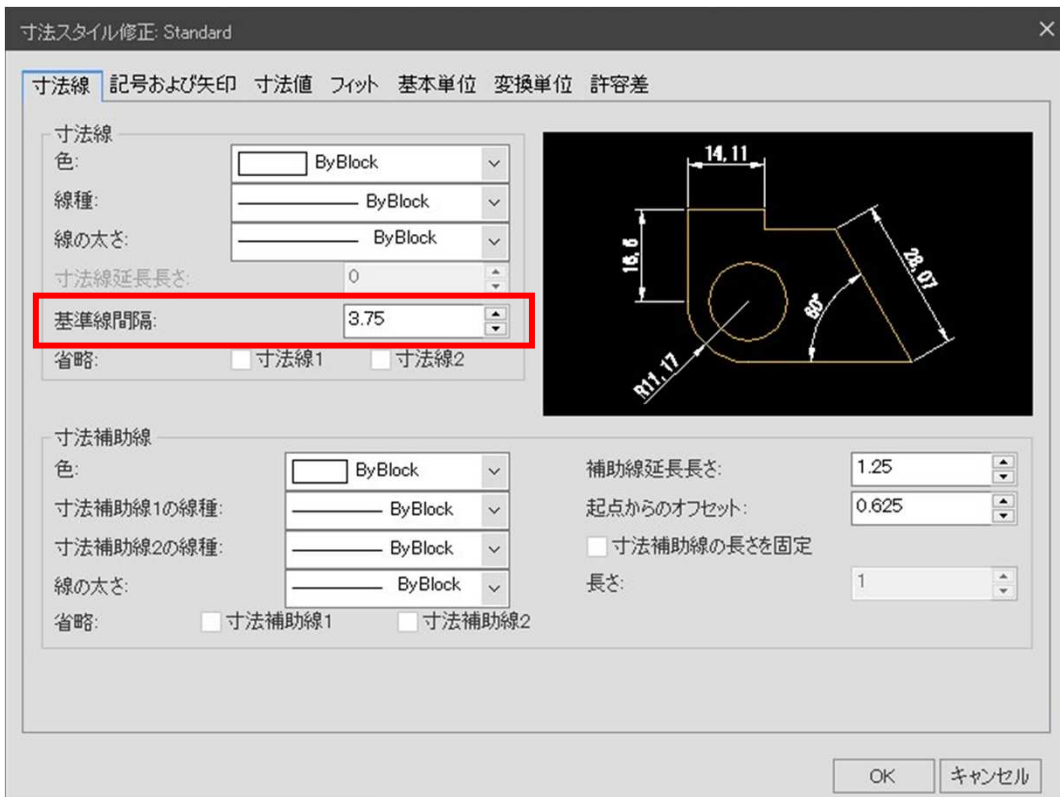 寸法スタイル修正: Standard
寸法線 記号および矢印 寸法値 フィット 基本単位 変換単位 許容差
寸法線
色: ByBlock
線種: ByBlock
線の太さ: ByBlock
寸法線延長長さ: 0
基準線間隔: 3.75
省略: 寸法線1 寸法線2
14,11
16,6
28,07
60°
R11,17
寸法補助線
色: ByBlock
寸法補助線1の線種: ByBlock
寸法補助線2の線種: ByBlock
線の太さ: ByBlock
省略: 寸法補助線1 寸法補助線2
補助線延長長さ: 1.25
起点からのオフセット: 0.625
寸法補助線の長さを固定
長さ: 1
OK キャンセル